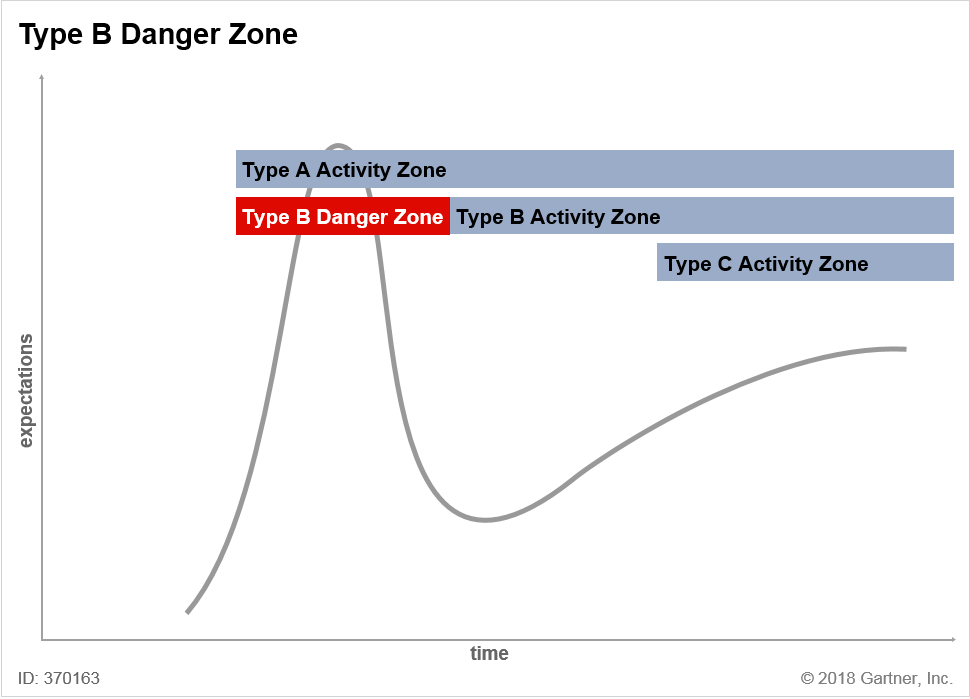 Type B Danger Zone
Type A Activity Zone
Type B Danger Zone Type B Activity Zone
Type C Activity Zone
expectations
time
ID: 370163 © 2018 Gartner, Inc.